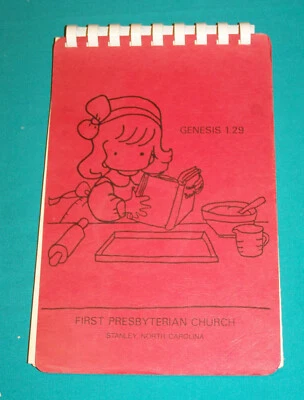 GENESIS 1.29
FIRST PRESBYTERIAN CHURCH
STANLEY, NORTH CAROLINA